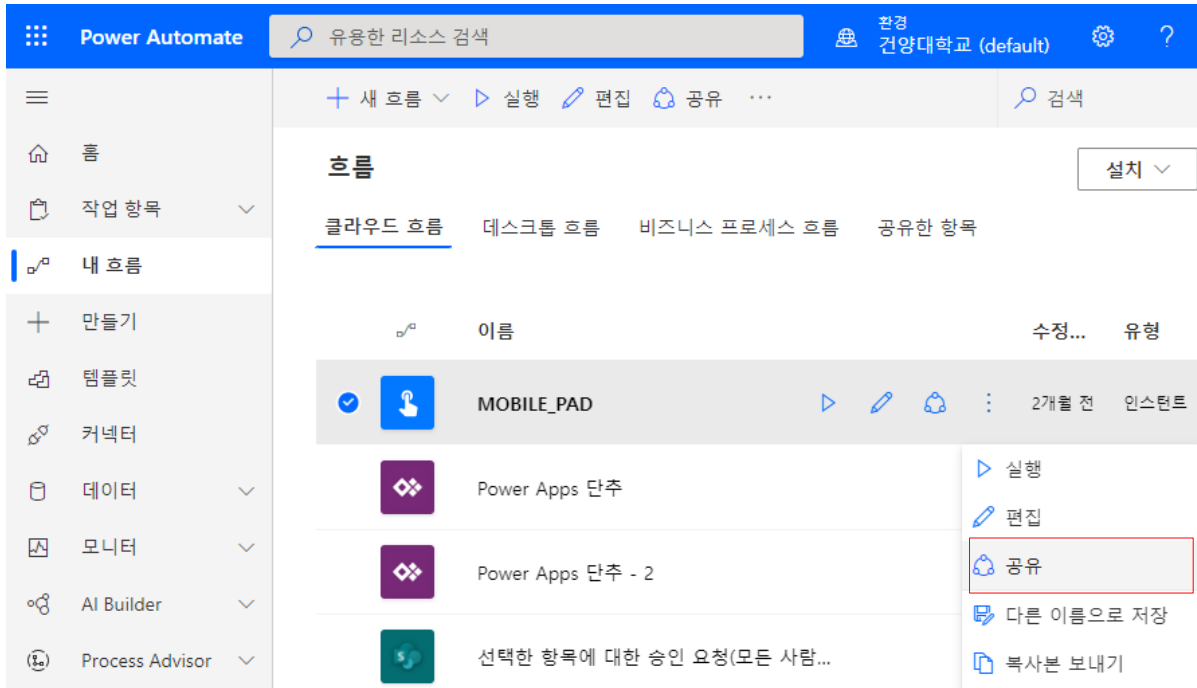 Power Automate
유용한 리소스 검색
환경
건양대학교 (default)
?
새 흐름
실행
편집
공유
···
검색
홈
작업 항목
내 흐름
만들기
템플릿
커넥터
데이터
모니터
AI Builder
Process Advisor
흐름
설치
클라우드 흐름
데스크톱 흐름
비즈니스 프로세스 흐름
공유한 항목
이름
수정...
유형
MOBILE_PAD
2개월 전
인스턴트
Power Apps 단추
Power Apps 단추 - 2
선택한 항목에 대한 승인 요청(모든 사람...
실행
편집
공유
다른 이름으로 저장
복사본 보내기